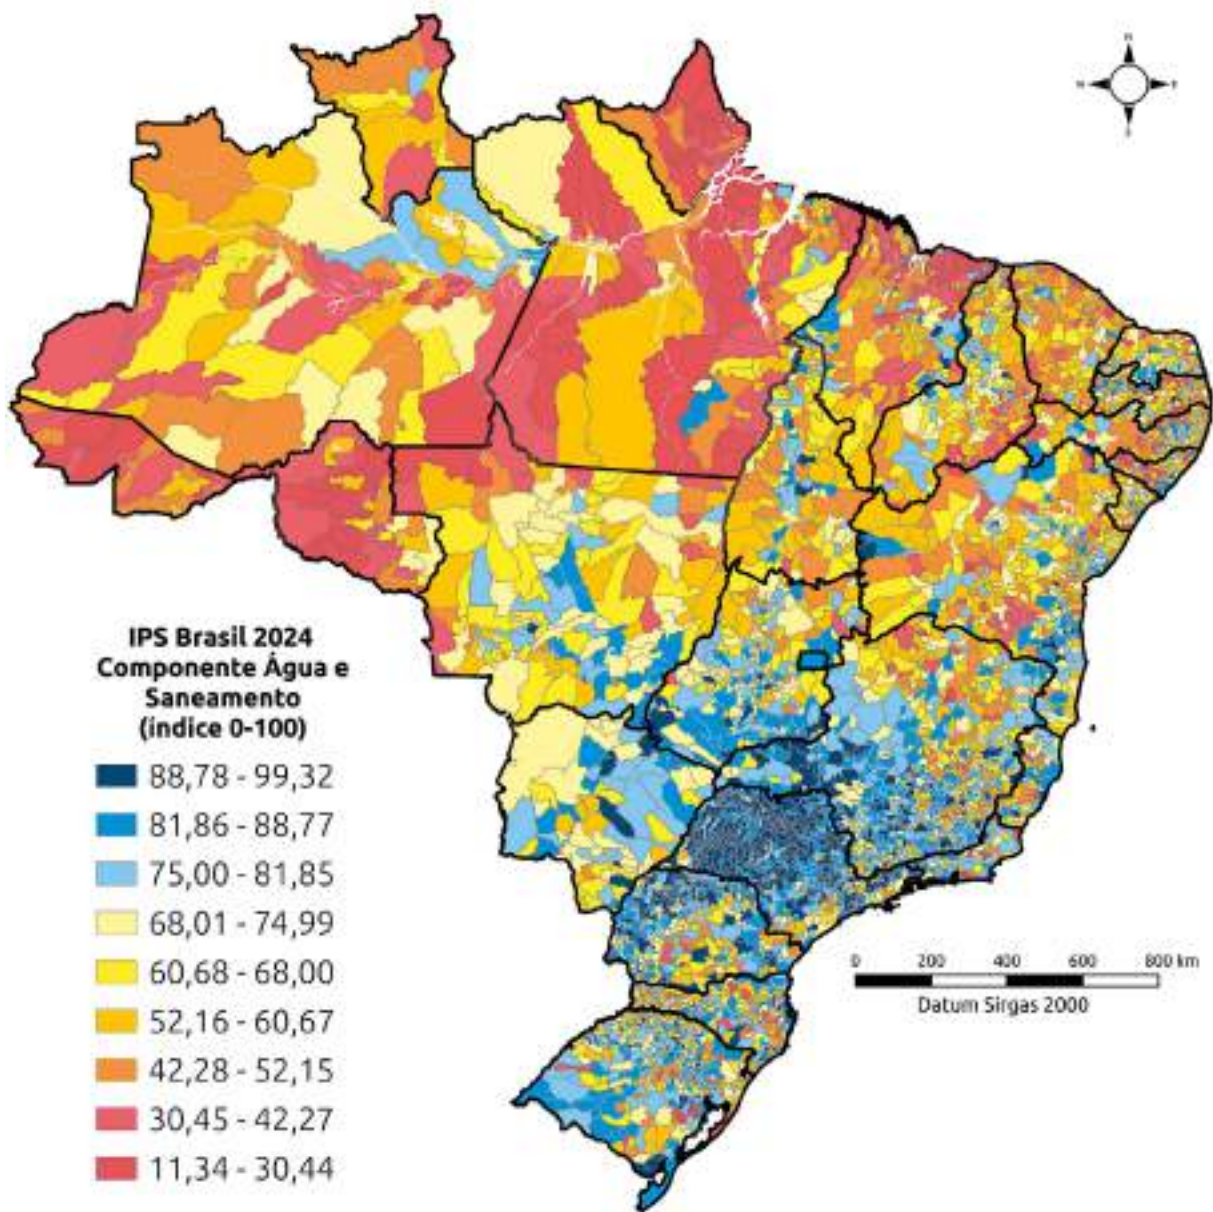 N
S
IPS Brasil 2024
Componente Água e
Saneamento
(índice 0-100)
88,78 - 99,32
81,86 - 88,77
75,00 - 81,85
68,01 - 74,99
60,68 - 68,00
52,16 - 60,67
42,28 - 52,15
30,45 - 42,27
11,34 - 30,44
0 200 400 600 800 km
Datum Sirgas 2000